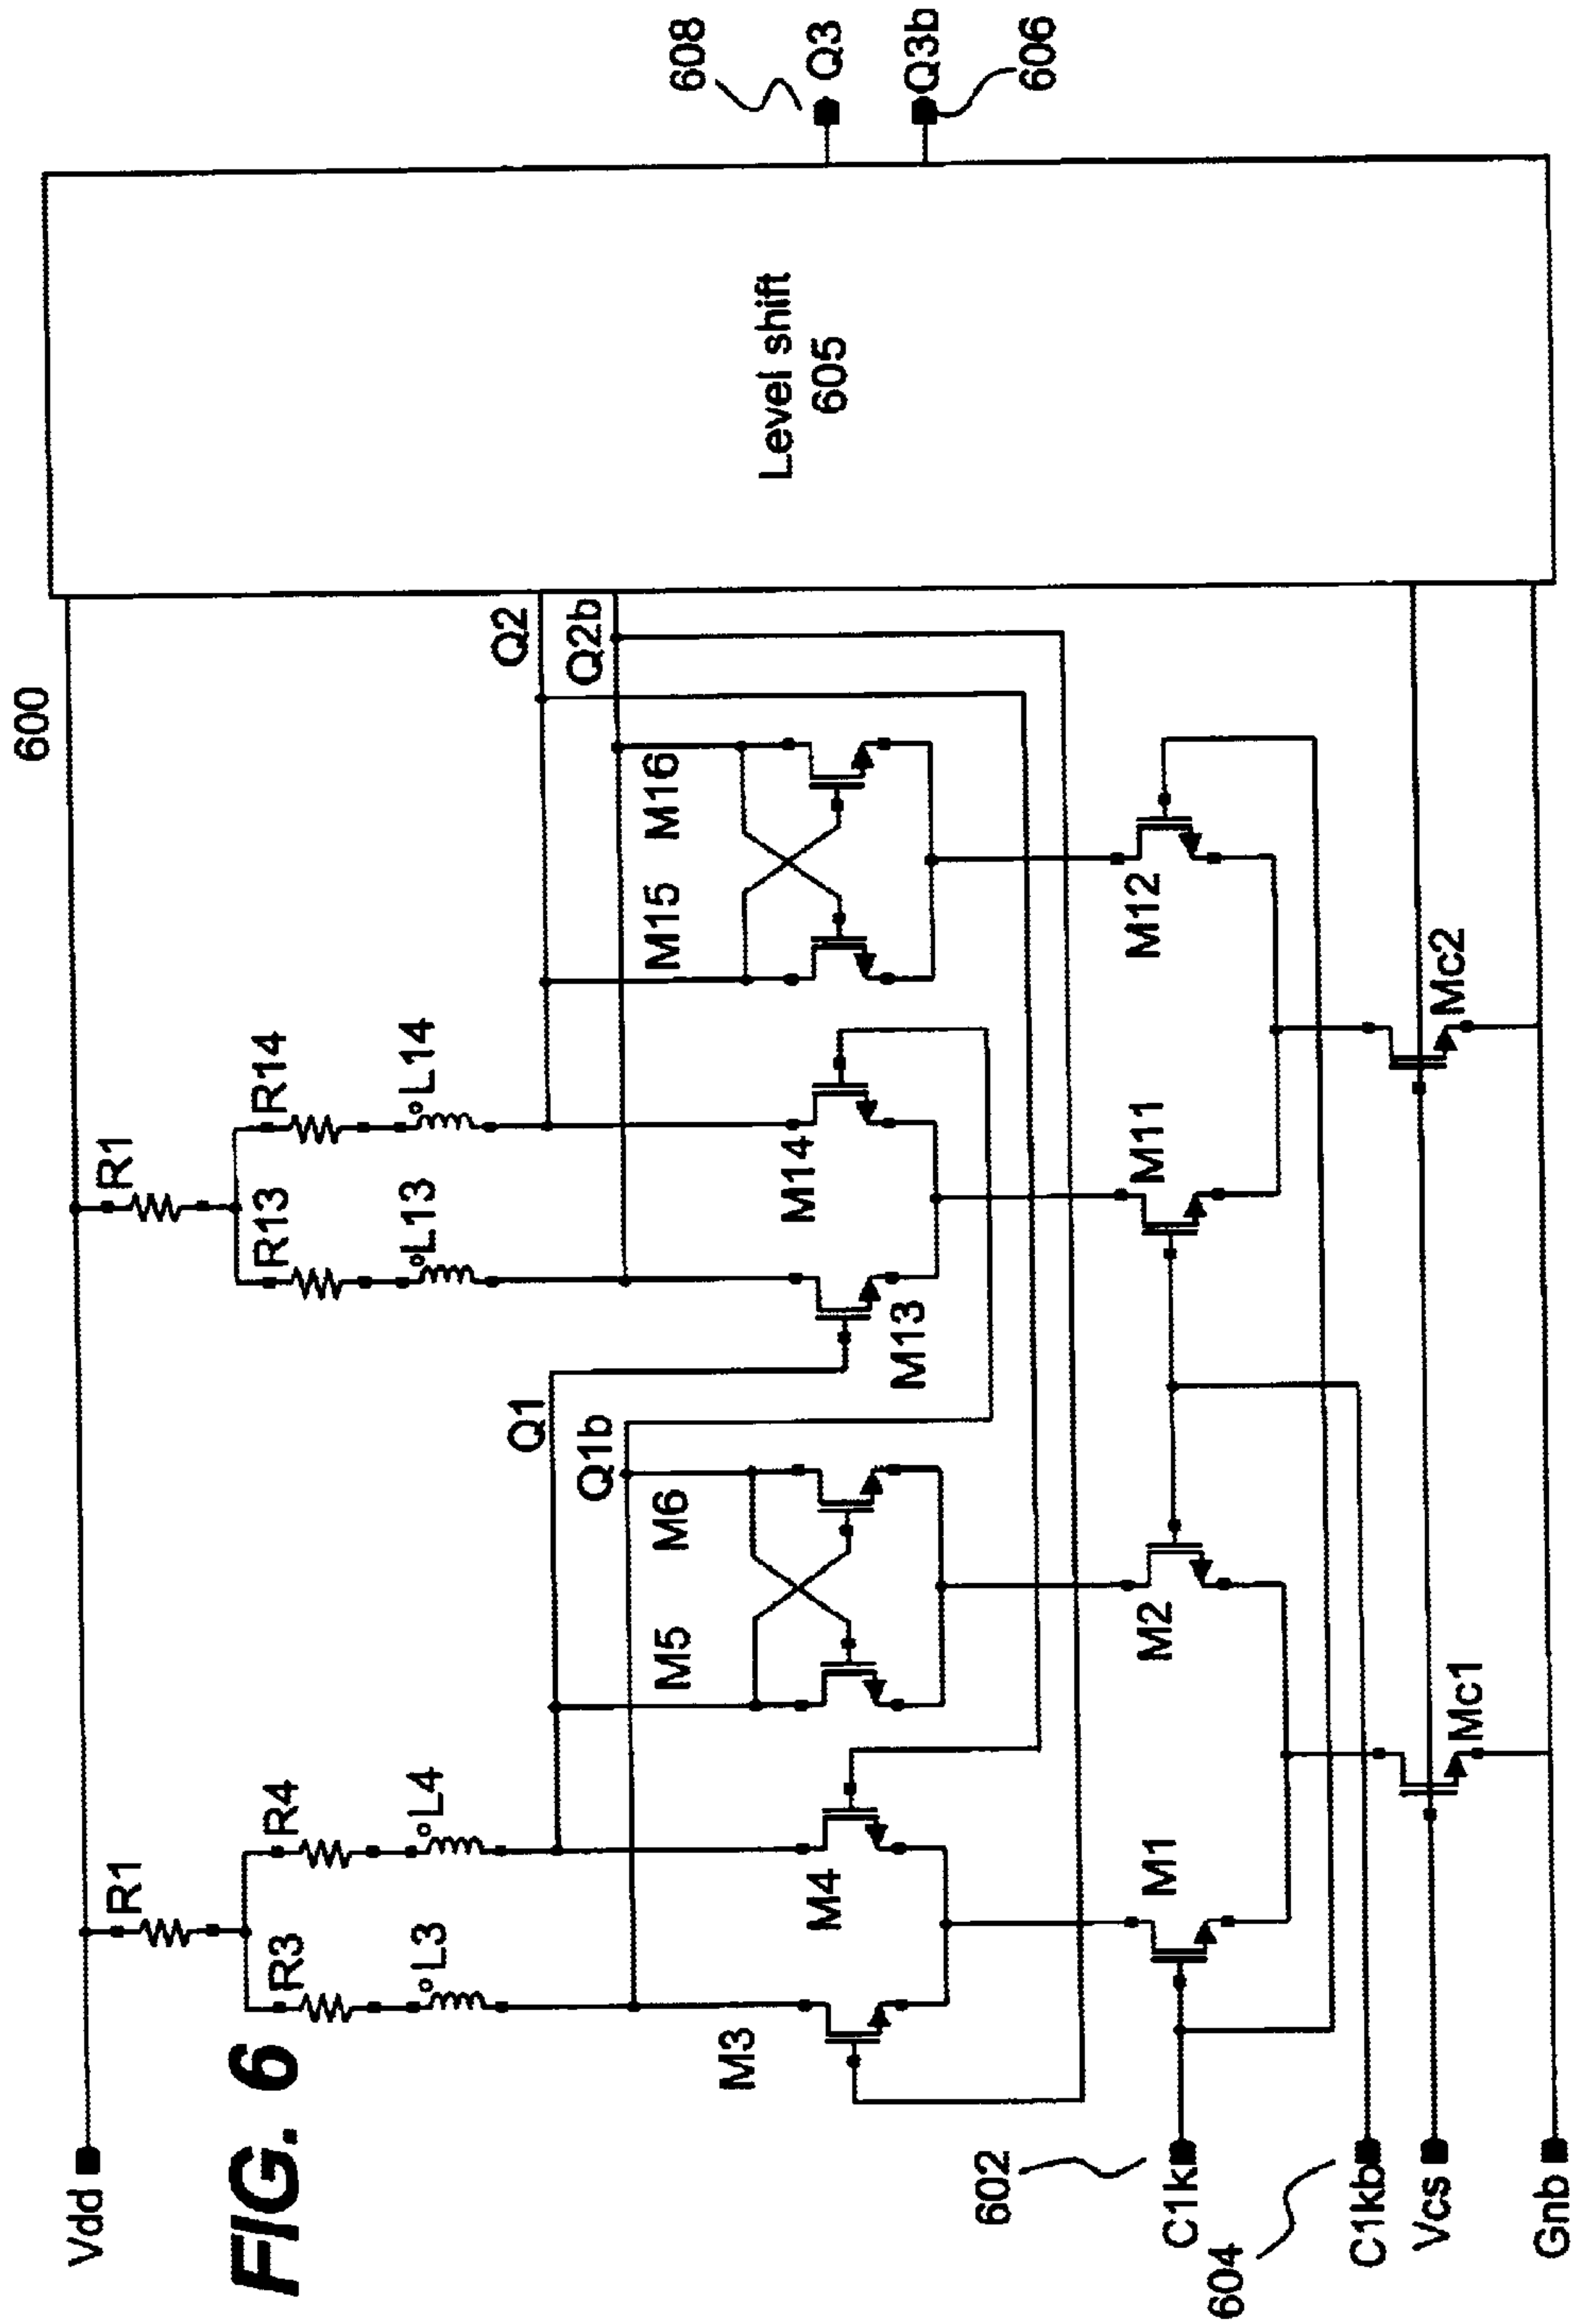 600
Vdd
R1
R1
FIG. 6
R3
R4
R13
R14
L3
L4
L13
L14
Q1
Q2
Q1b
Q2b
M5
M6
M15
M16
608
Q3
Q3b
606
Level shift
605
M3
M4
M13
M14
M1
M2
M11
M12
602
C1k
604
C1kb
Mc1
Mc2
Vcs
Gnb